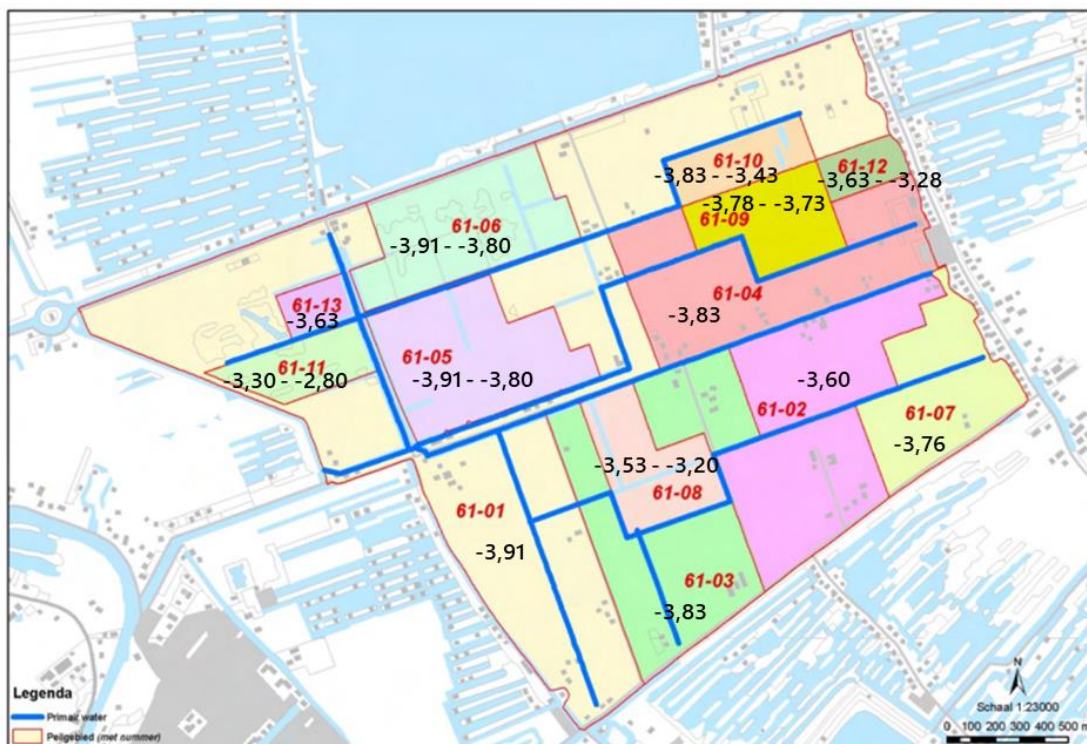 61-10
-3,83 - -3,43
61-12
-3,63 - -3,28
-3,78 - -3,73
61-09
61-06
-3,91 - -3,80
61-13
-3,63
61-04
-3,83
61-11
-3,30 - -2,80
61-05
-3,91 - -3,80
-3,60
61-02
61-07
-3,76
-3,53 - -3,20
61-08
61-01
-3,91
61-03
-3,83
Legenda
Primair water
Peilgebied (met nummer)
N
Schaal 1:23000
0 100 200 300 400 500 m